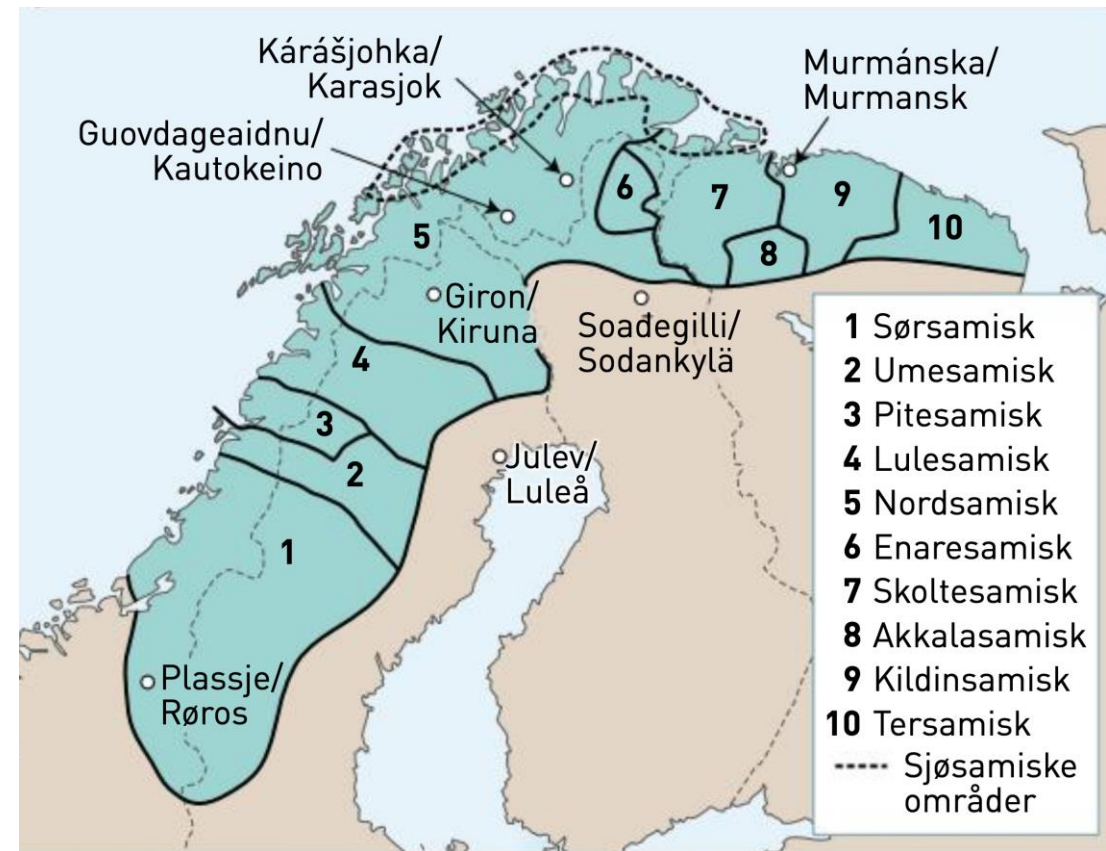 Kárášjohka/
Karasjok
Murmánska/
Murmansk
Guovdageaidnu/
Kautokeino
6
7
9
5
10
8
Giron/
Kiruna
Soadegilli/
Sodankylä
4
3
Julev/
Luleå
2
1
Plassje/
Røros
1 Sørsamisk
2 Umesamisk
3 Pitesamisk
4 Lulesamisk
5 Nordsamisk
6 Enaresamisk
7 Skoltesamisk
8 Akkalasamisk
9 Kildinsamisk
10 Tersamisk
Sjøsamiske
områder